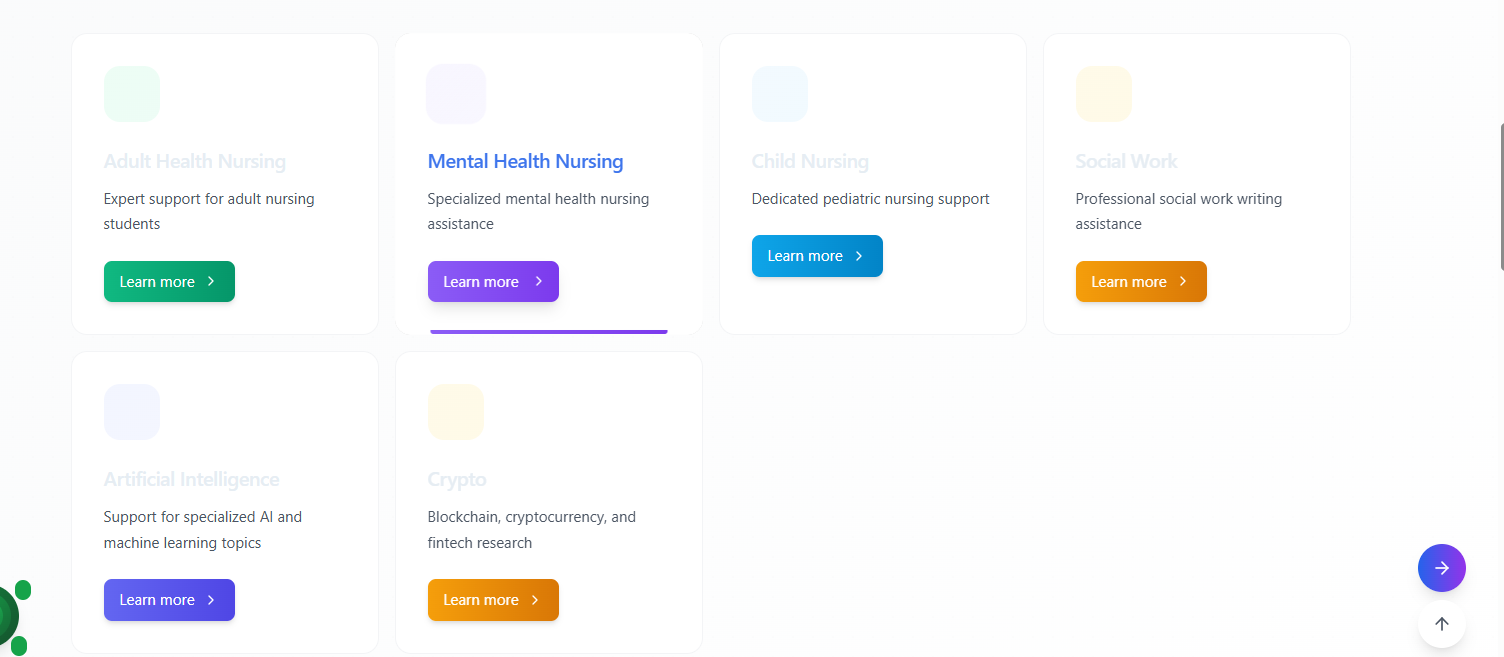 Adult Health Nursing
Expert support for adult nursing
students
Learn more
Mental Health Nursing
Specialized mental health nursing
assistance
Learn more
Child Nursing
Dedicated pediatric nursing support
Learn more
Social Work
Professional social work writing
assistance
Learn more
Artificial Intelligence
Support for specialized AI and
machine learning topics
Learn more
Crypto
Blockchain, cryptocurrency, and
fintech research
Learn more